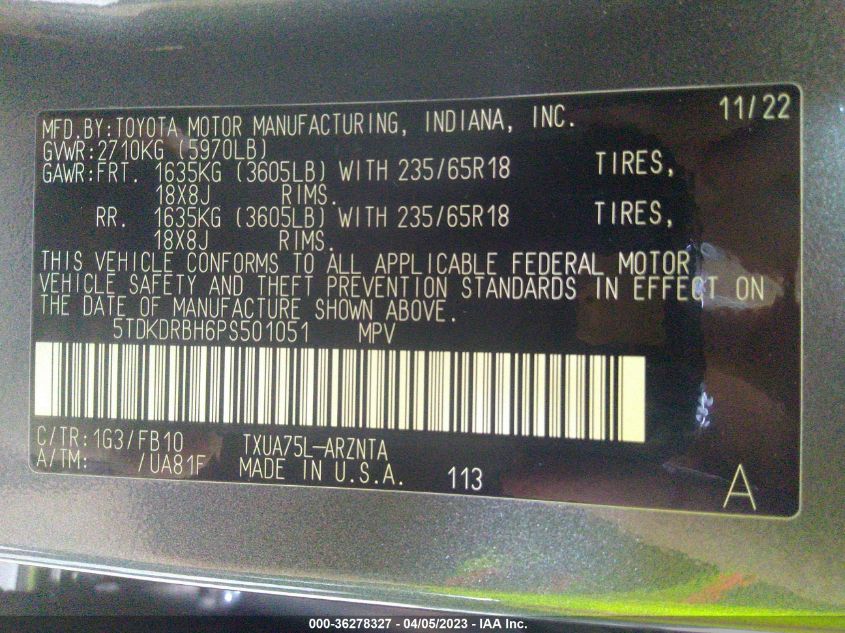 11/22
MFD.BY:TOYOTA MOTOR MANUFACTURING, INDIANA, INC.
GVWR:2710KG (5970LB)
GAWR:FRT. 1635KG (3605LB) WITH 235/65R18 TIRES,
18X8J RIMS.
RR. 1635KG (3605LB) WITH 235/65R18 TIRES,
18X8J RIMS.
THIS VEHICLE CONFORMS TO ALL APPLICABLE FEDERAL MOTOR
VEHICLE SAFETY AND THEFT PREVENTION STANDARDS IN EFFECT ON
THE DATE OF MANUFACTURE SHOWN ABOVE.
5TDKDRBH6PS501051 MPV
C/TR:1G3/FB10 TXUA75L-ARZNTA
A/TM: /UA81F MADE IN U.S.A. 113
A
000-36278327 - 04/05/2023 - IAA Inc.